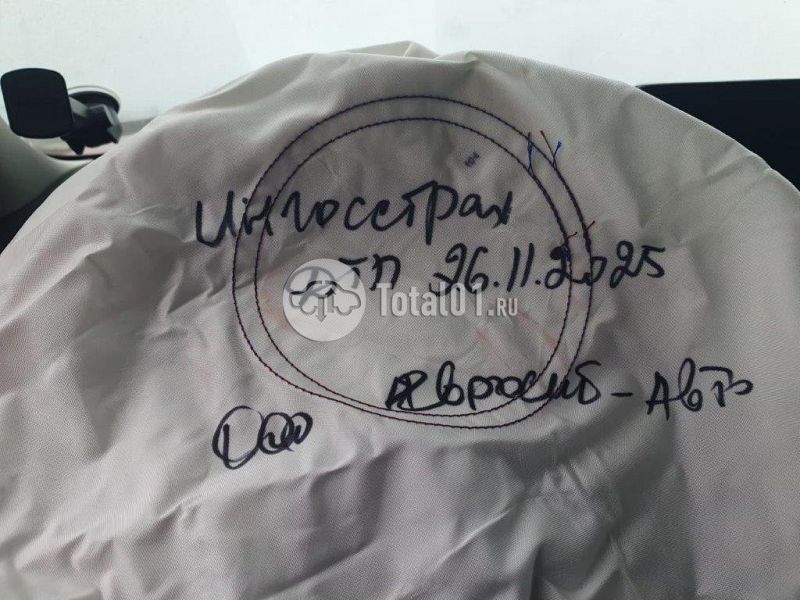 Ингосстрах
ДТП 26.11.2025
Total01.RU
ООО Евросиб-Авто